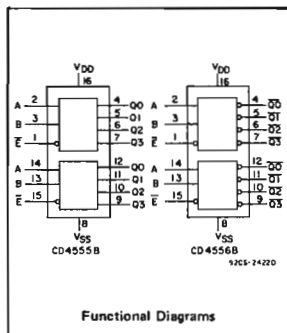 VDD VDD
16 16
A 2 4 Q0 A 2 4 Q0
5 Q1 5 Q1
B 3 6 Q2 B 3 6 Q2
E 1 7 Q3 E 1 7 Q3
A 14 12 Q0 A 14 12 Q0
B 13 11 Q1 B 13 11 Q1
10 Q2 10 Q2
E 15 9 Q3 E 15 9 Q3
8 8
VSS VSS
CD4555B CD4556B
92CS-24220
Functional Diagrams